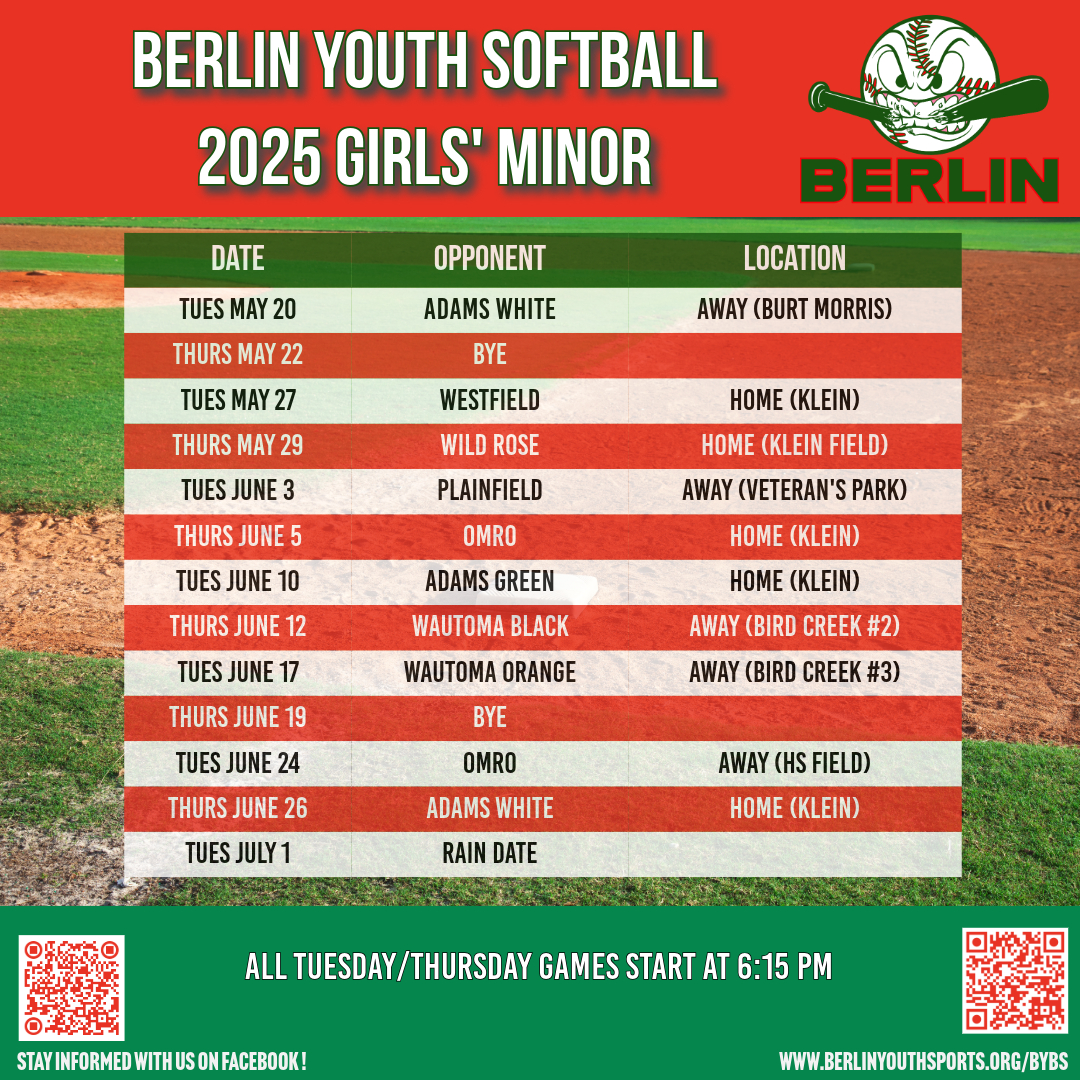 BERLIN YOUTH SOFTBALL
2025 GIRLS' MINOR
BERLIN
DATE OPPONENT LOCATION
TUES MAY 20 ADAMS WHITE AWAY (BURT MORRIS)
THURS MAY 22 BYE
TUES MAY 27 WESTFIELD HOME (KLEIN)
THURS MAY 29 WILD ROSE HOME (KLEIN FIELD)
TUES JUNE 3 PLAINFIELD AWAY (VETERAN'S PARK)
THURS JUNE 5 OMRO HOME (KLEIN)
TUES JUNE 10 ADAMS GREEN HOME (KLEIN)
THURS JUNE 12 WAUTOMA BLACK AWAY (BIRD CREEK #2)
TUES JUNE 17 WAUTOMA ORANGE AWAY (BIRD CREEK #3)
THURS JUNE 19 BYE
TUES JUNE 24 OMRO AWAY (HS FIELD)
THURS JUNE 26 ADAMS WHITE HOME (KLEIN)
TUES JULY 1 RAIN DATE
ALL TUESDAY/THURSDAY GAMES START AT 6:15 PM
STAY INFORMED WITH US ON FACEBOOK !
WWW.BERLINYOUTHSPORTS.ORG/BYBS